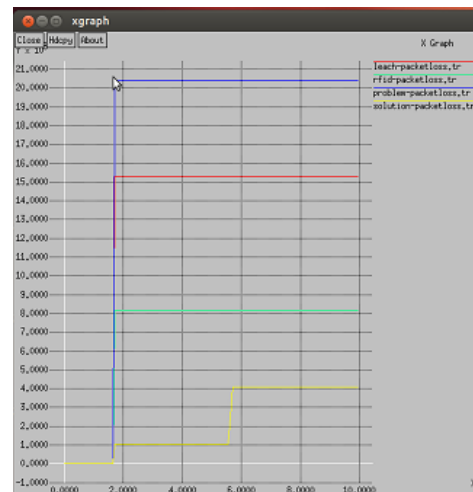 xgraph
Close Hdcpy About
X Graph
leach-packetloss.tr
rfid-packetloss.tr
problem-packetloss.tr
solution-packetloss.tr
21.0000
20.0000
19.0000
18.0000
17.0000
16.0000
15.0000
14.0000
13.0000
12.0000
11.0000
10.0000
9.0000
8.0000
7.0000
6.0000
5.0000
4.0000
3.0000
2.0000
1.0000
0.0000
-1.0000
0.0000 2.0000 4.0000 6.0000 8.0000 10.0000